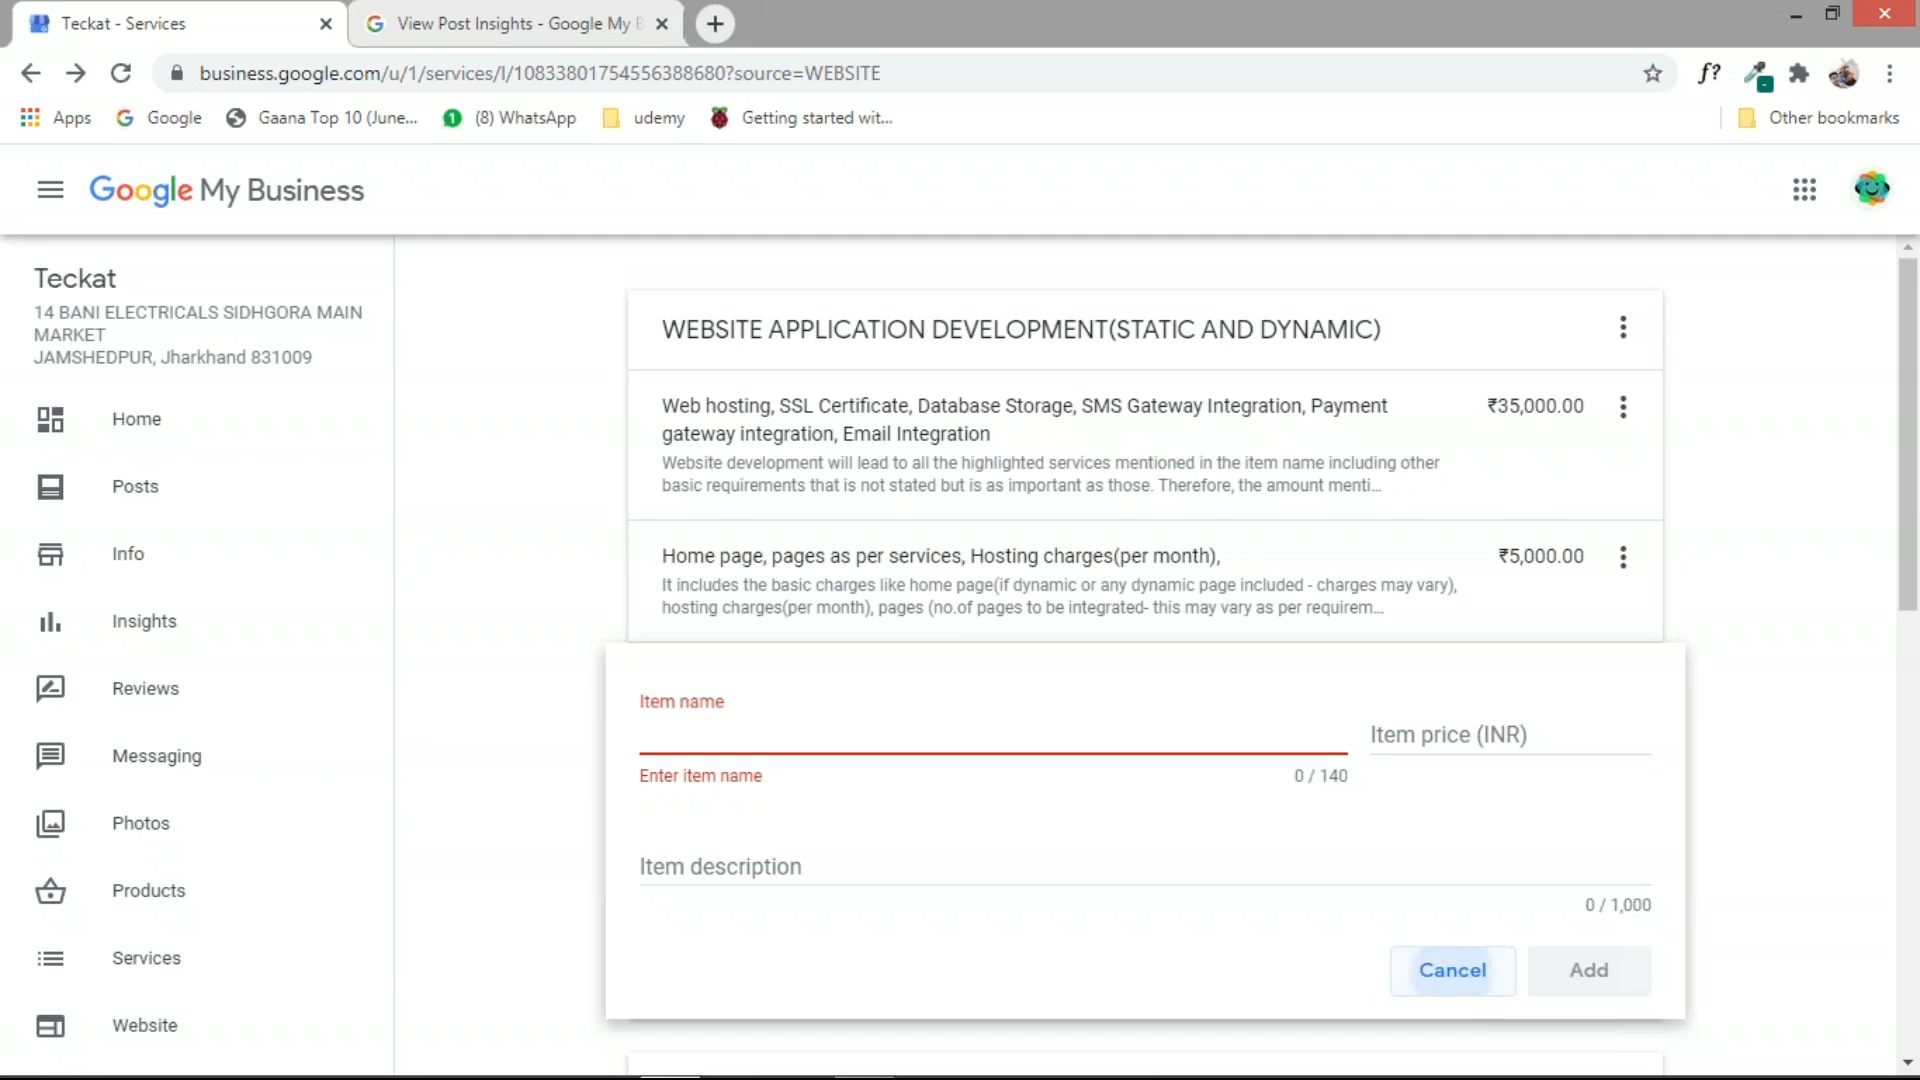 Teckat - Services
View Post Insights - Google My B
business.google.com/u/1/services/l/10833801754556388680?source=WEBSITE
f?
Apps
Google
Gaana Top 10 (June...
1
(8) WhatsApp
udemy
Getting started wit...
Other bookmarks
Google My Business
Teckat
14 BANI ELECTRICALS SIDHGORA MAIN
MARKET
JAMSHEDPUR, Jharkhand 831009
Home
Posts
Info
Insights
Reviews
Messaging
Photos
Products
Services
Website
WEBSITE APPLICATION DEVELOPMENT(STATIC AND DYNAMIC)
Web hosting, SSL Certificate, Database Storage, SMS Gateway Integration, Payment
gateway integration, Email Integration
₹35,000.00
Website development will lead to all the highlighted services mentioned in the item name including other
basic requirements that is not stated but is as important as those. Therefore, the amount menti...
Home page, pages as per services, Hosting charges(per month),
₹5,000.00
It includes the basic charges like home page(if dynamic or any dynamic page included - charges may vary),
hosting charges(per month), pages (no.of pages to be integrated- this may vary as per requirem...
Item name
Item price (INR)
Enter item name
0 / 140
Item description
0 / 1,000
Cancel
Add